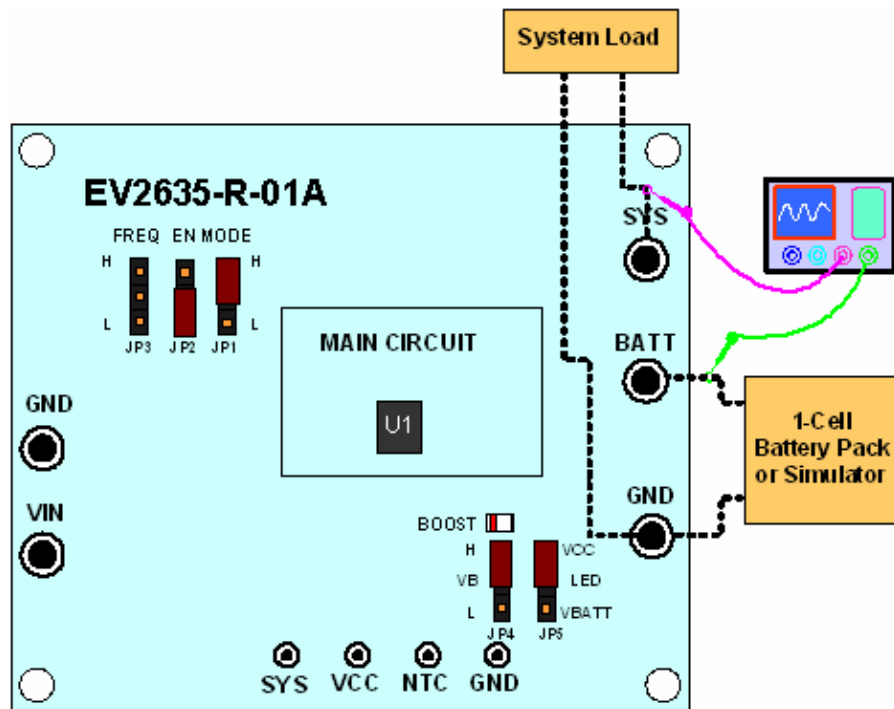 System Load
EV2635-R-01A
SYS
FREQ EN MODE
H H
L L
JP3 JP2 JP1
MAIN CIRCUIT
BATT
U1
GND
1-Cell
Battery Pack
or Simulator
VIN
GND
BOOST
H VCC
VB LED
L VBATT
JP4 JP5
SYS VCC NTC GND